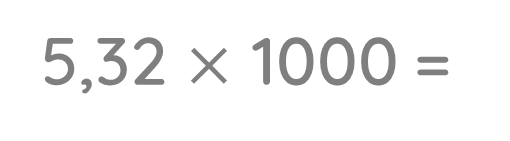 5,32 × 1000 =